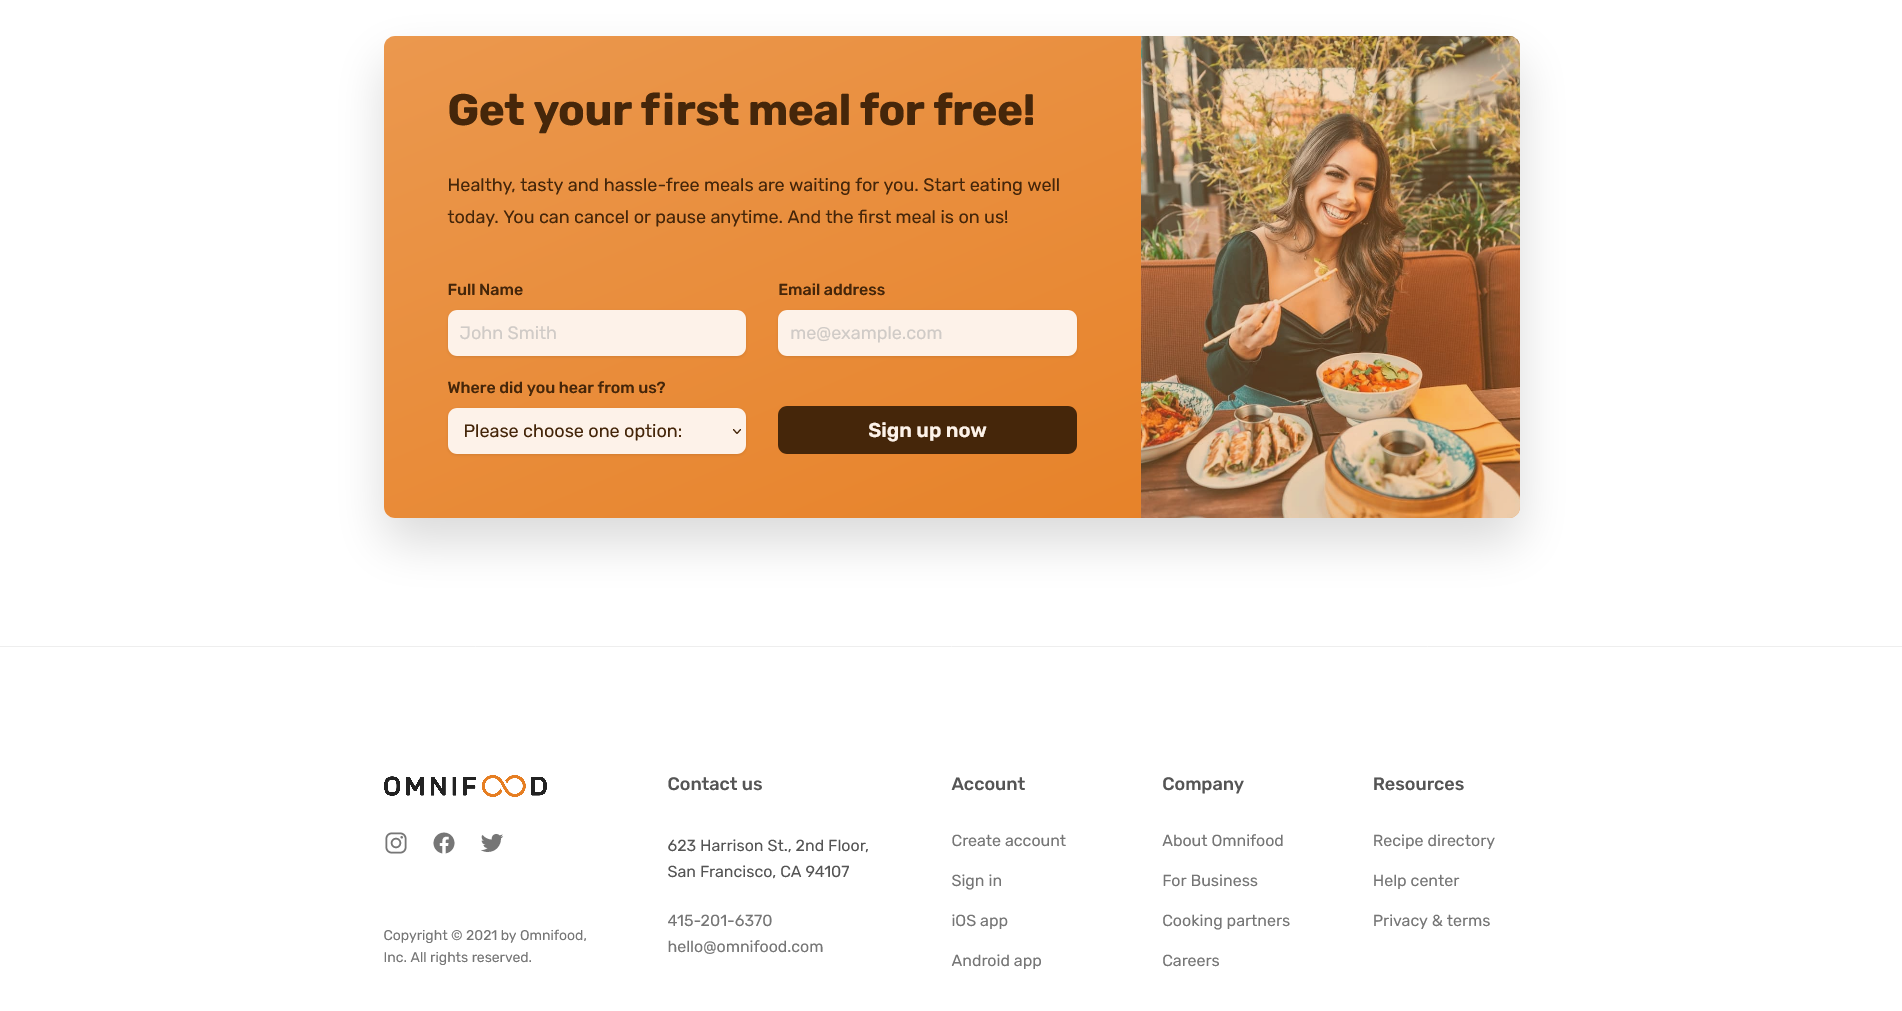 Get your first meal for free!
Healthy, tasty and hassle-free meals are waiting for you. Start eating well
today. You can cancel or pause anytime. And the first meal is on us!
Full Name
Email address
John Smith
me@example.com
Where did you hear from us?
Please choose one option:
Sign up now
OMNIFOOD
Copyright © 2021 by Omnifood,
Inc. All rights reserved.
Contact us
623 Harrison St., 2nd Floor,
San Francisco, CA 94107
415-201-6370
hello@omnifood.com
Account
Create account
Sign in
iOS app
Android app
Company
About Omnifood
For Business
Cooking partners
Careers
Resources
Recipe directory
Help center
Privacy & terms